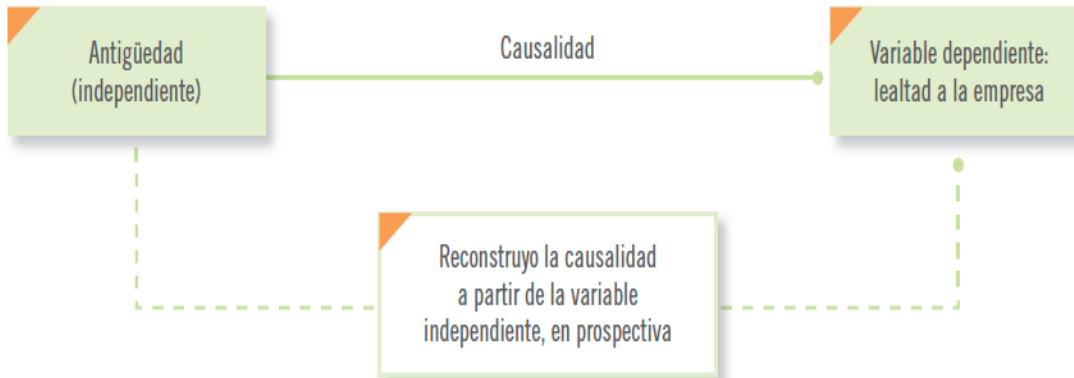 Antigüedad
(independiente)
Causalidad
Variable dependiente:
lealtad a la empresa
Reconstruyo la causalidad
a partir de la variable
independiente, en prospectiva